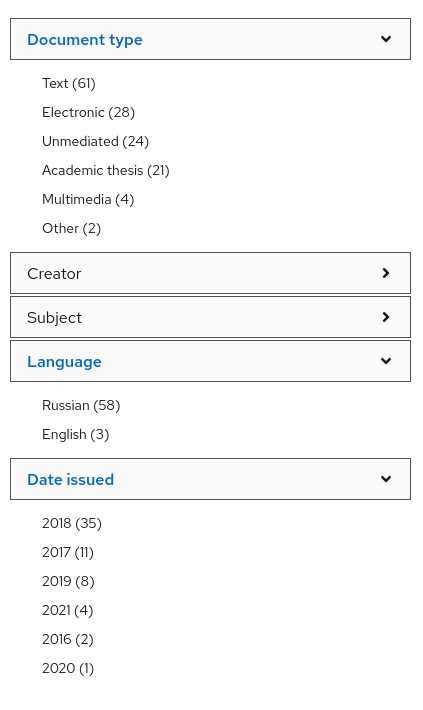 Document type
Text (61)
Electronic (28)
Unmediated (24)
Academic thesis (21)
Multimedia (4)
Other (2)
Creator
Subject
Language
Russian (58)
English (3)
Date issued
2018 (35)
2017 (11)
2019 (8)
2021 (4)
2016 (2)
2020 (1)